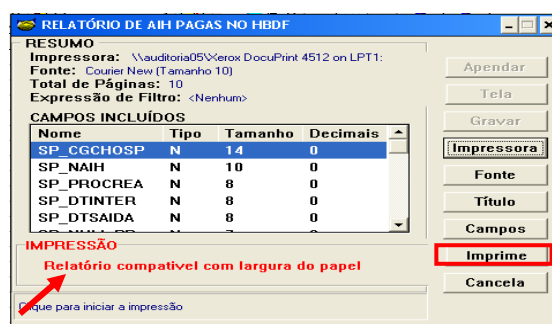 RELATÓRIO DE AIH PAGAS NO HBDF
RESUMO
Impressora: \\auditoria05\Xerox DocuPrint 4512 on LPT1:
Fonte: Courier New (Tamanho 10)
Total de Páginas: 10
Expressão de Filtro: <Nenhum>
CAMPOS INCLUÍDOS
Nome Tipo Tamanho Decimais
SP_CGCHOSP N 14 0
SP_NAIH N 10 0
SP_PROCREA N 8 0
SP_DTINTER N 8 0
SP_DTSAIDA N 8 0
IMPRESSÃO
Relatório compativel com largura do papel
Clique para iniciar a impressão
Apendar
Tela
Gravar
Impressora
Fonte
Título
Campos
Imprime
Cancela